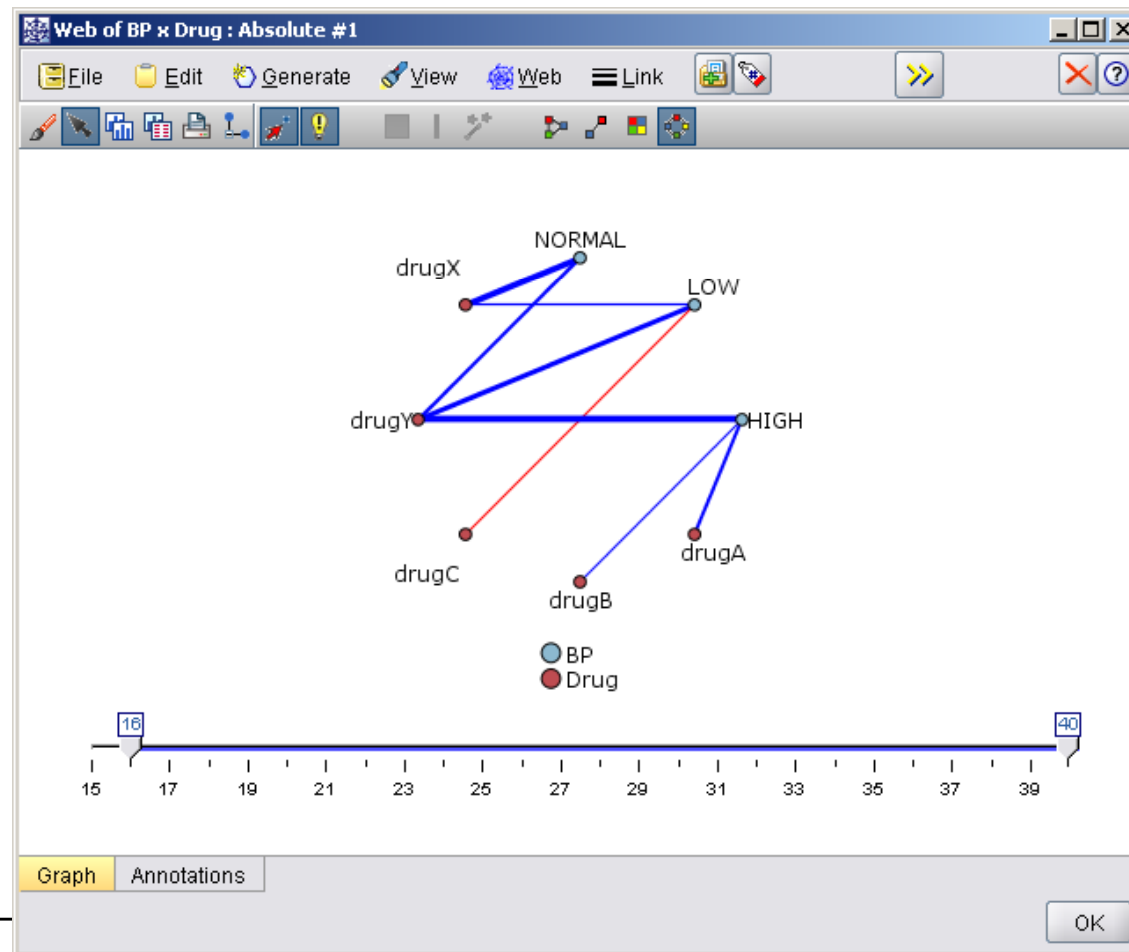 Web of BP x Drug : Absolute #1
File Edit Generate View Web Link
NORMAL
drugX
LOW
drugY
HIGH
drugA
drugC
drugB
BP
Drug
16 40
15 17 19 21 23 25 27 29 31 33 35 37 39
Graph Annotations
OK